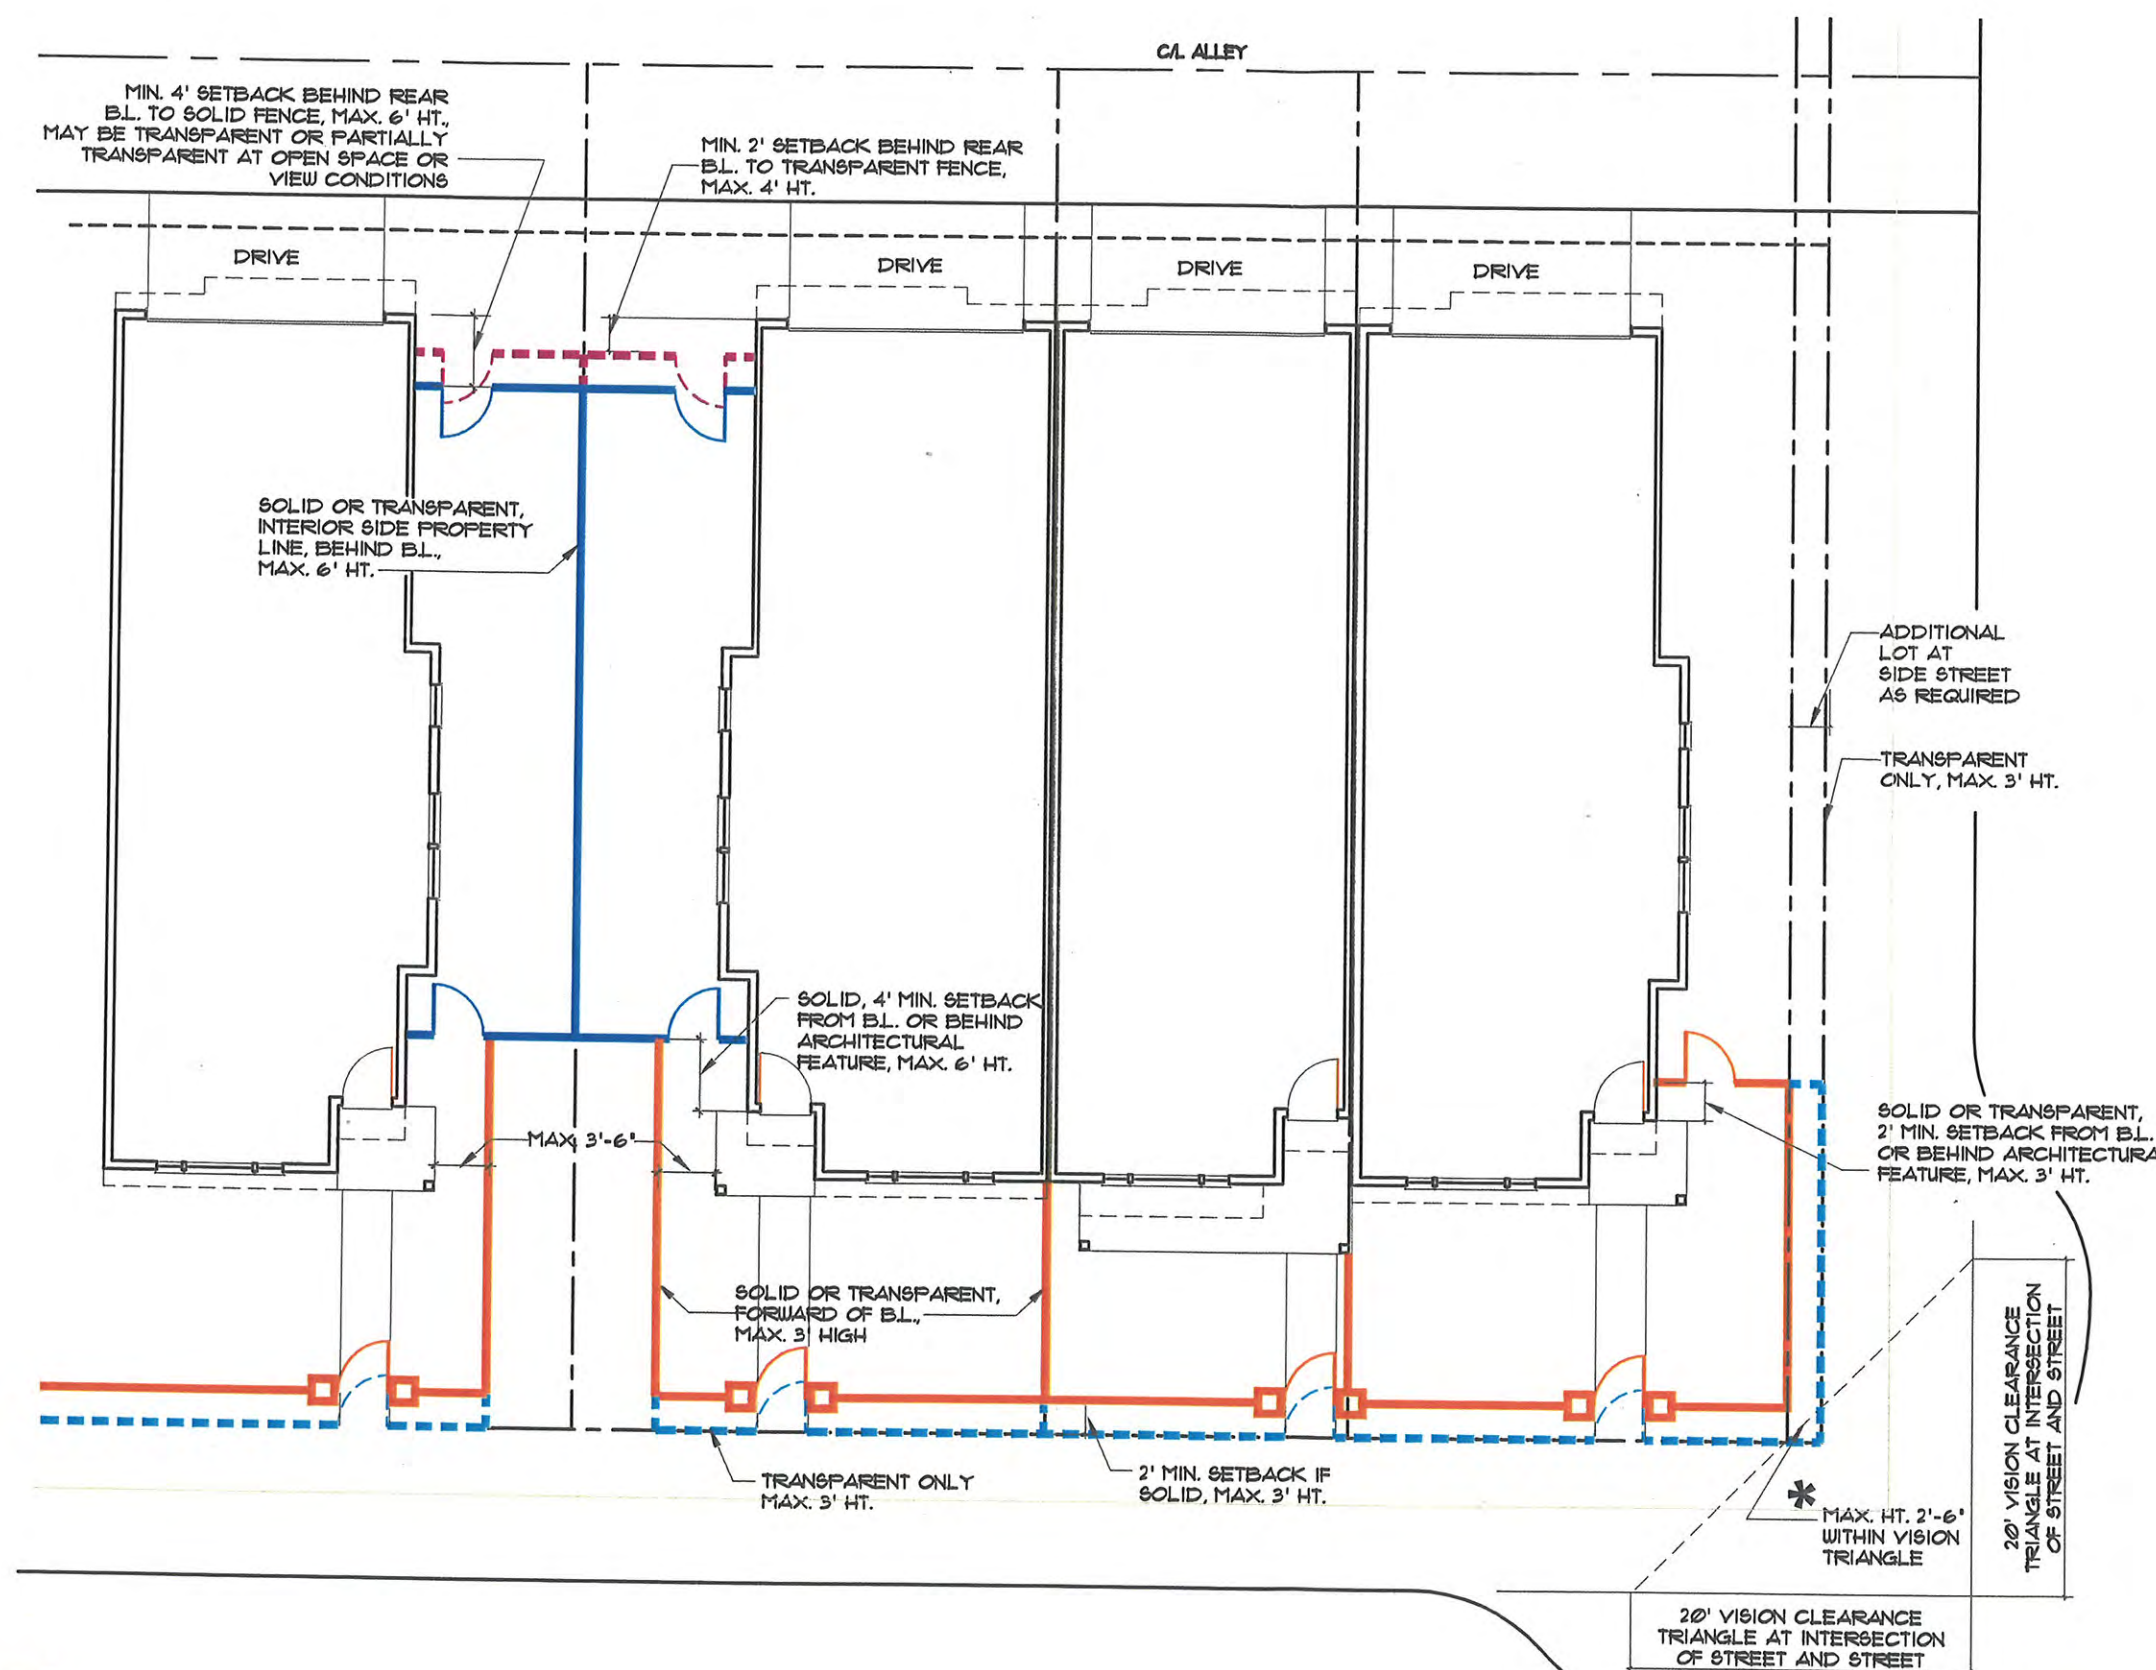 C/L ALLEY
MIN. 4' SETBACK BEHIND REAR
B.L. TO SOLID FENCE, MAX. 6' HT.,
MAY BE TRANSPARENT OR PARTIALLY
TRANSPARENT AT OPEN SPACE OR
VIEW CONDITIONS
MIN. 2' SETBACK BEHIND REAR
B.L. TO TRANSPARENT FENCE,
MAX. 4' HT.
DRIVE
DRIVE
DRIVE
DRIVE
SOLID OR TRANSPARENT,
INTERIOR SIDE PROPERTY
LINE, BEHIND B.L.,
MAX. 6' HT.
ADDITIONAL
LOT AT
SIDE STREET
AS REQUIRED
TRANSPARENT
ONLY, MAX. 3' HT.
SOLID, 4' MIN. SETBACK
FROM B.L. OR BEHIND
ARCHITECTURAL
FEATURE, MAX. 6' HT.
MAX. 3'-6"
SOLID OR TRANSPARENT,
2' MIN. SETBACK FROM B.L.
OR BEHIND ARCHITECTURA
FEATURE, MAX. 3' HT.
SOLID OR TRANSPARENT,
FORWARD OF B.L.,
MAX. 3' HIGH
TRANSPARENT ONLY
MAX. 3' HT.
2' MIN. SETBACK IF
SOLID, MAX. 3' HT.
*
MAX. HT. 2'-6"
WITHIN VISION
TRIANGLE
20' VISION CLEARANCE
TRIANGLE AT INTERSECTION
OF STREET AND STREET
20' VISION CLEARANCE
TRIANGLE AT INTERSECTION
OF STREET AND STREET